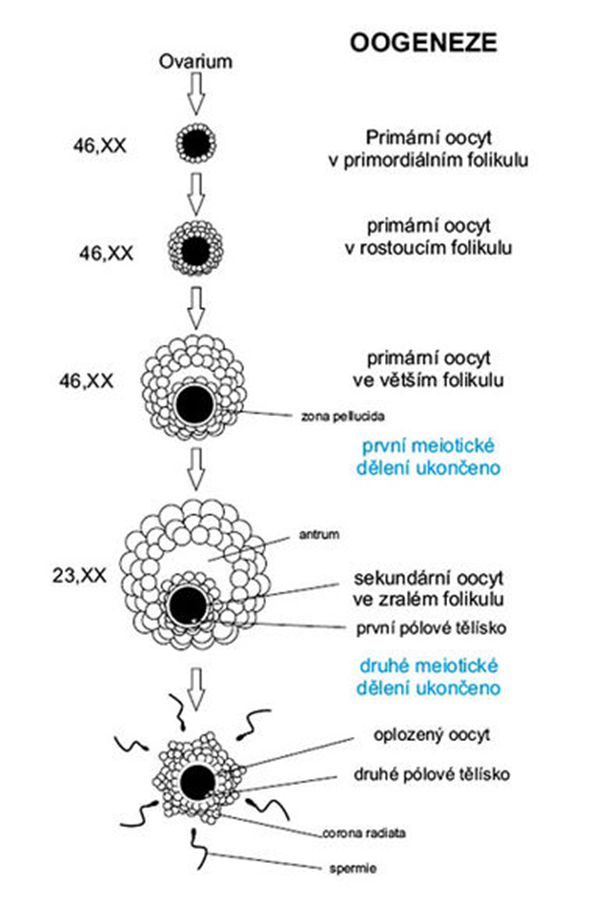 OOGENEZE
Ovarium
46,XX
Primární oocyt
v primordiálním folikulu
46,XX
primární oocyt
v rostoucím folikulu
46,XX
primární oocyt
ve větším folikulu
zona pellucida
první meiotické
dělení ukončeno
antrum
23,XX
sekundární oocyt
ve zralém folikulu
první pólové tělísko
druhé meiotické
dělení ukončeno
oplozený oocyt
druhé pólové tělísko
corona radiata
spermie